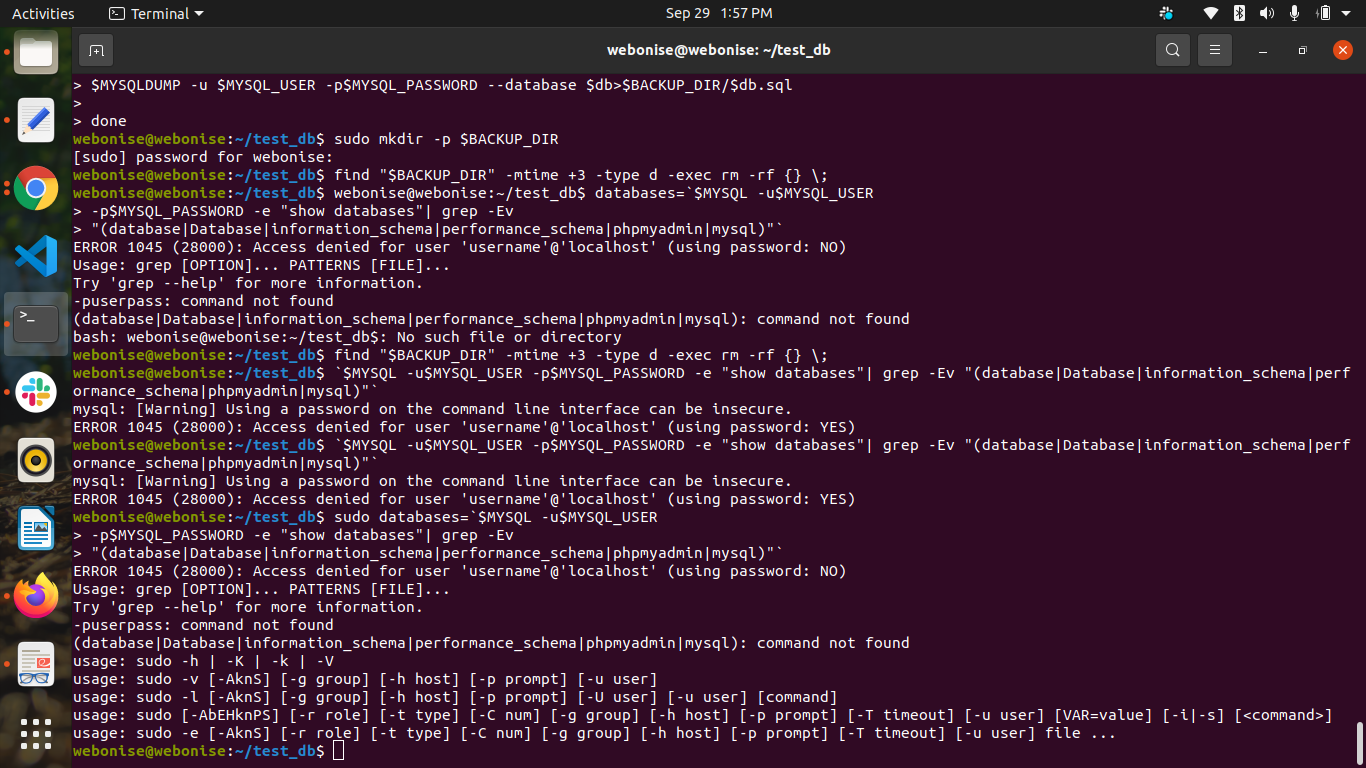 Activities
Terminal
Sep 29 1:57 PM
webonise@webonise: ~/test_db
> $MYSQLDUMP -u $MYSQL_USER -p$MYSQL_PASSWORD --database $db>$BACKUP_DIR/$db.sql
>
> done
webonise@webonise:~/test_db$ sudo mkdir -p $BACKUP_DIR
[sudo] password for webonise:
webonise@webonise:~/test_db$ find "$BACKUP_DIR" -mtime +3 -type d -exec rm -rf {} \;
webonise@webonise:~/test_db$ webonise@webonise:~/test_db$ databases=`$MYSQL -u$MYSQL_USER
> -p$MYSQL_PASSWORD -e "show databases"| grep -Ev
> "(database|Database|information_schema|performance_schema|phpmyadmin|mysql)"`
ERROR 1045 (28000): Access denied for user 'username'@'localhost' (using password: NO)
Usage: grep [OPTION]... PATTERNS [FILE]...
Try 'grep --help' for more information.
-puserpass: command not found
(database|Database|information_schema|performance_schema|phpmyadmin|mysql): command not found
bash: webonise@webonise:~/test_db$: No such file or directory
webonise@webonise:~/test_db$ find "$BACKUP_DIR" -mtime +3 -type d -exec rm -rf {} \;
webonise@webonise:~/test_db$ `$MYSQL -u$MYSQL_USER -p$MYSQL_PASSWORD -e "show databases"| grep -Ev "(database|Database|information_schema|perf
ormance_schema|phpmyadmin|mysql)"`
mysql: [Warning] Using a password on the command line interface can be insecure.
ERROR 1045 (28000): Access denied for user 'username'@'localhost' (using password: YES)
webonise@webonise:~/test_db$ `$MYSQL -u$MYSQL_USER -p$MYSQL_PASSWORD -e "show databases"| grep -Ev "(database|Database|information_schema|perf
ormance_schema|phpmyadmin|mysql)"`
mysql: [Warning] Using a password on the command line interface can be insecure.
ERROR 1045 (28000): Access denied for user 'username'@'localhost' (using password: YES)
webonise@webonise:~/test_db$ sudo databases=`$MYSQL -u$MYSQL_USER
> -p$MYSQL_PASSWORD -e "show databases"| grep -Ev
> "(database|Database|information_schema|performance_schema|phpmyadmin|mysql)"`
ERROR 1045 (28000): Access denied for user 'username'@'localhost' (using password: NO)
Usage: grep [OPTION]... PATTERNS [FILE]...
Try 'grep --help' for more information.
-puserpass: command not found
(database|Database|information_schema|performance_schema|phpmyadmin|mysql): command not found
usage: sudo -h | -K | -k | -V
usage: sudo -v [-AknS] [-g group] [-h host] [-p prompt] [-u user]
usage: sudo -l [-AknS] [-g group] [-h host] [-p prompt] [-U user] [-u user] [command]
usage: sudo [-AbEHknPS] [-r role] [-t type] [-C num] [-g group] [-h host] [-p prompt] [-T timeout] [-u user] [VAR=value] [-i|-s] [<command>]
usage: sudo -e [-AknS] [-r role] [-t type] [-C num] [-g group] [-h host] [-p prompt] [-T timeout] [-u user] file ...
webonise@webonise:~/test_db$